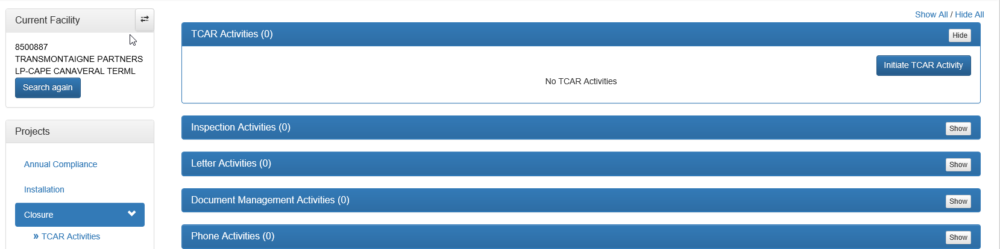 Current Facility
8500887
TRANSMONTAIGNE PARTNERS
LP-CAPE CANAVERAL TERML
Search again
Projects
Annual Compliance
Installation
Closure
» TCAR Activities
Show All / Hide All
TCAR Activities (0)
Hide
Initiate TCAR Activity
No TCAR Activities
Inspection Activities (0)
Show
Letter Activities (0)
Show
Document Management Activities (0)
Show
Phone Activities (0)
Show